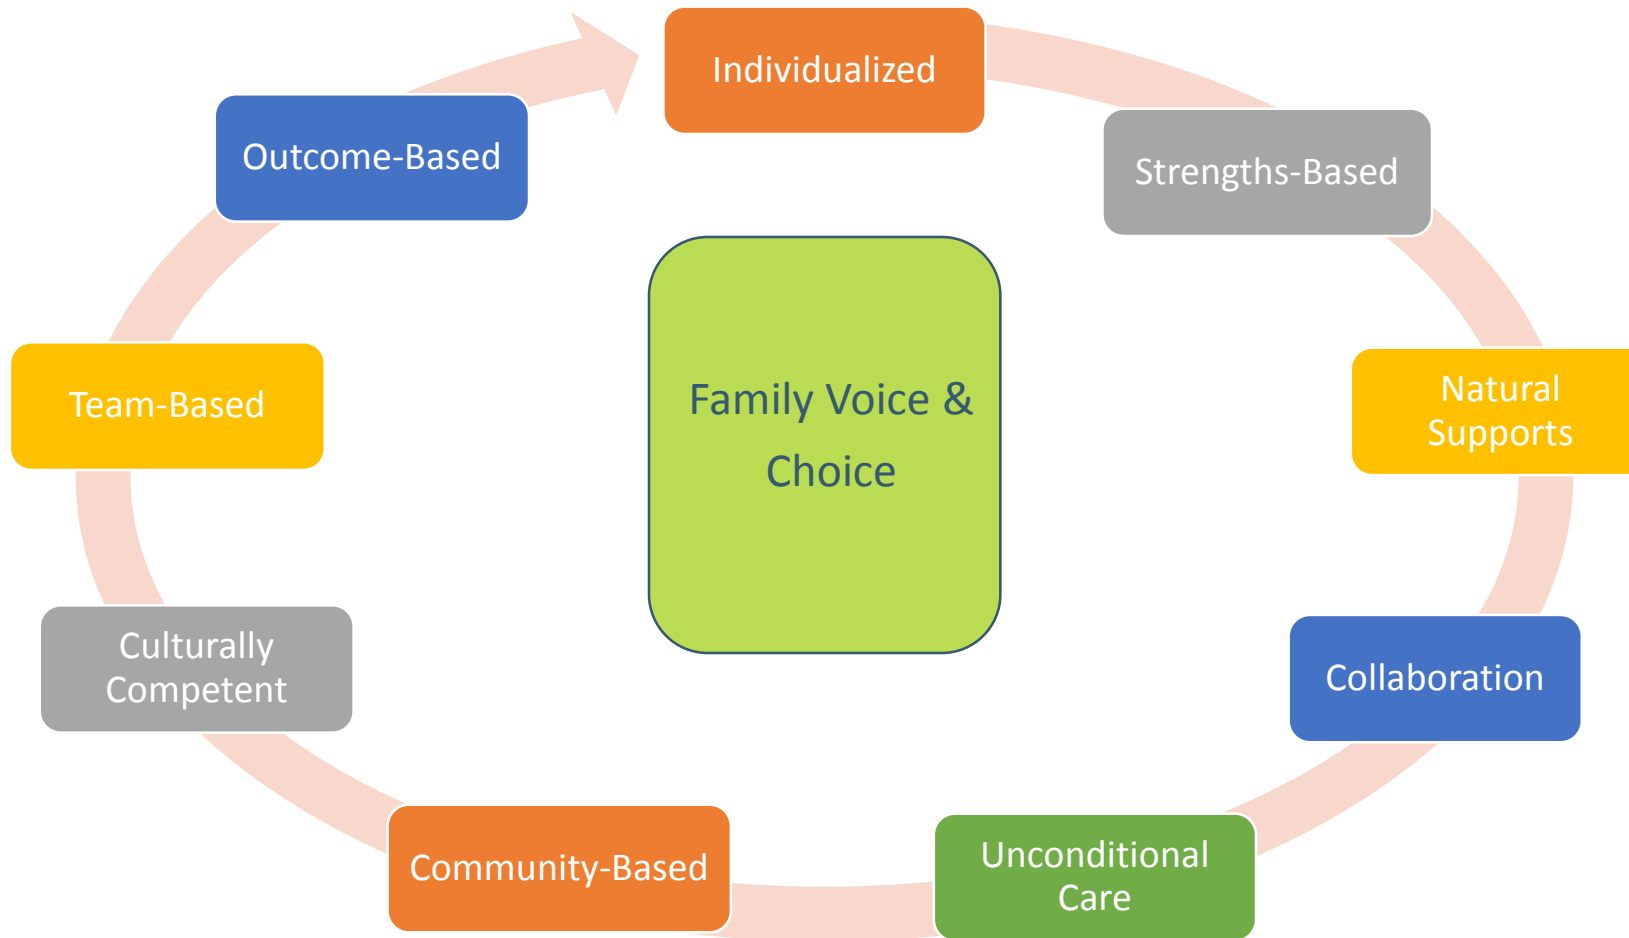 Individualized
Strengths-Based
Natural
Supports
Collaboration
Unconditional
Care
Community-Based
Culturally
Competent
Team-Based
Outcome-Based
Family Voice &
Choice